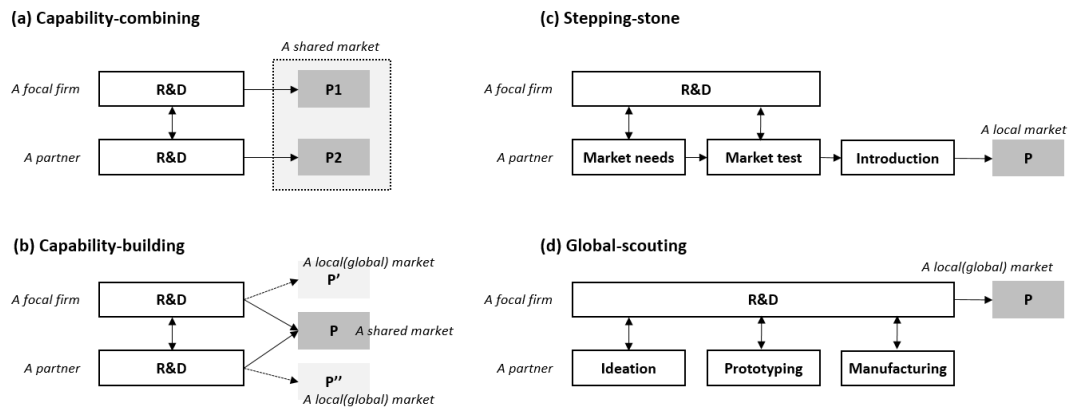 (a) Capability-combining
A shared market
A focal firm
R&D
P1
A partner
R&D
P2
(b) Capability-building
A local(global) market
P'
A focal firm
R&D
P
A shared market
A partner
R&D
P''
A local(global) market
(c) Stepping-stone
A focal firm
R&D
A local market
A partner
Market needs
Market test
Introduction
P
(d) Global-scouting
A local(global) market
A focal firm
R&D
P
A partner
Ideation
Prototyping
Manufacturing